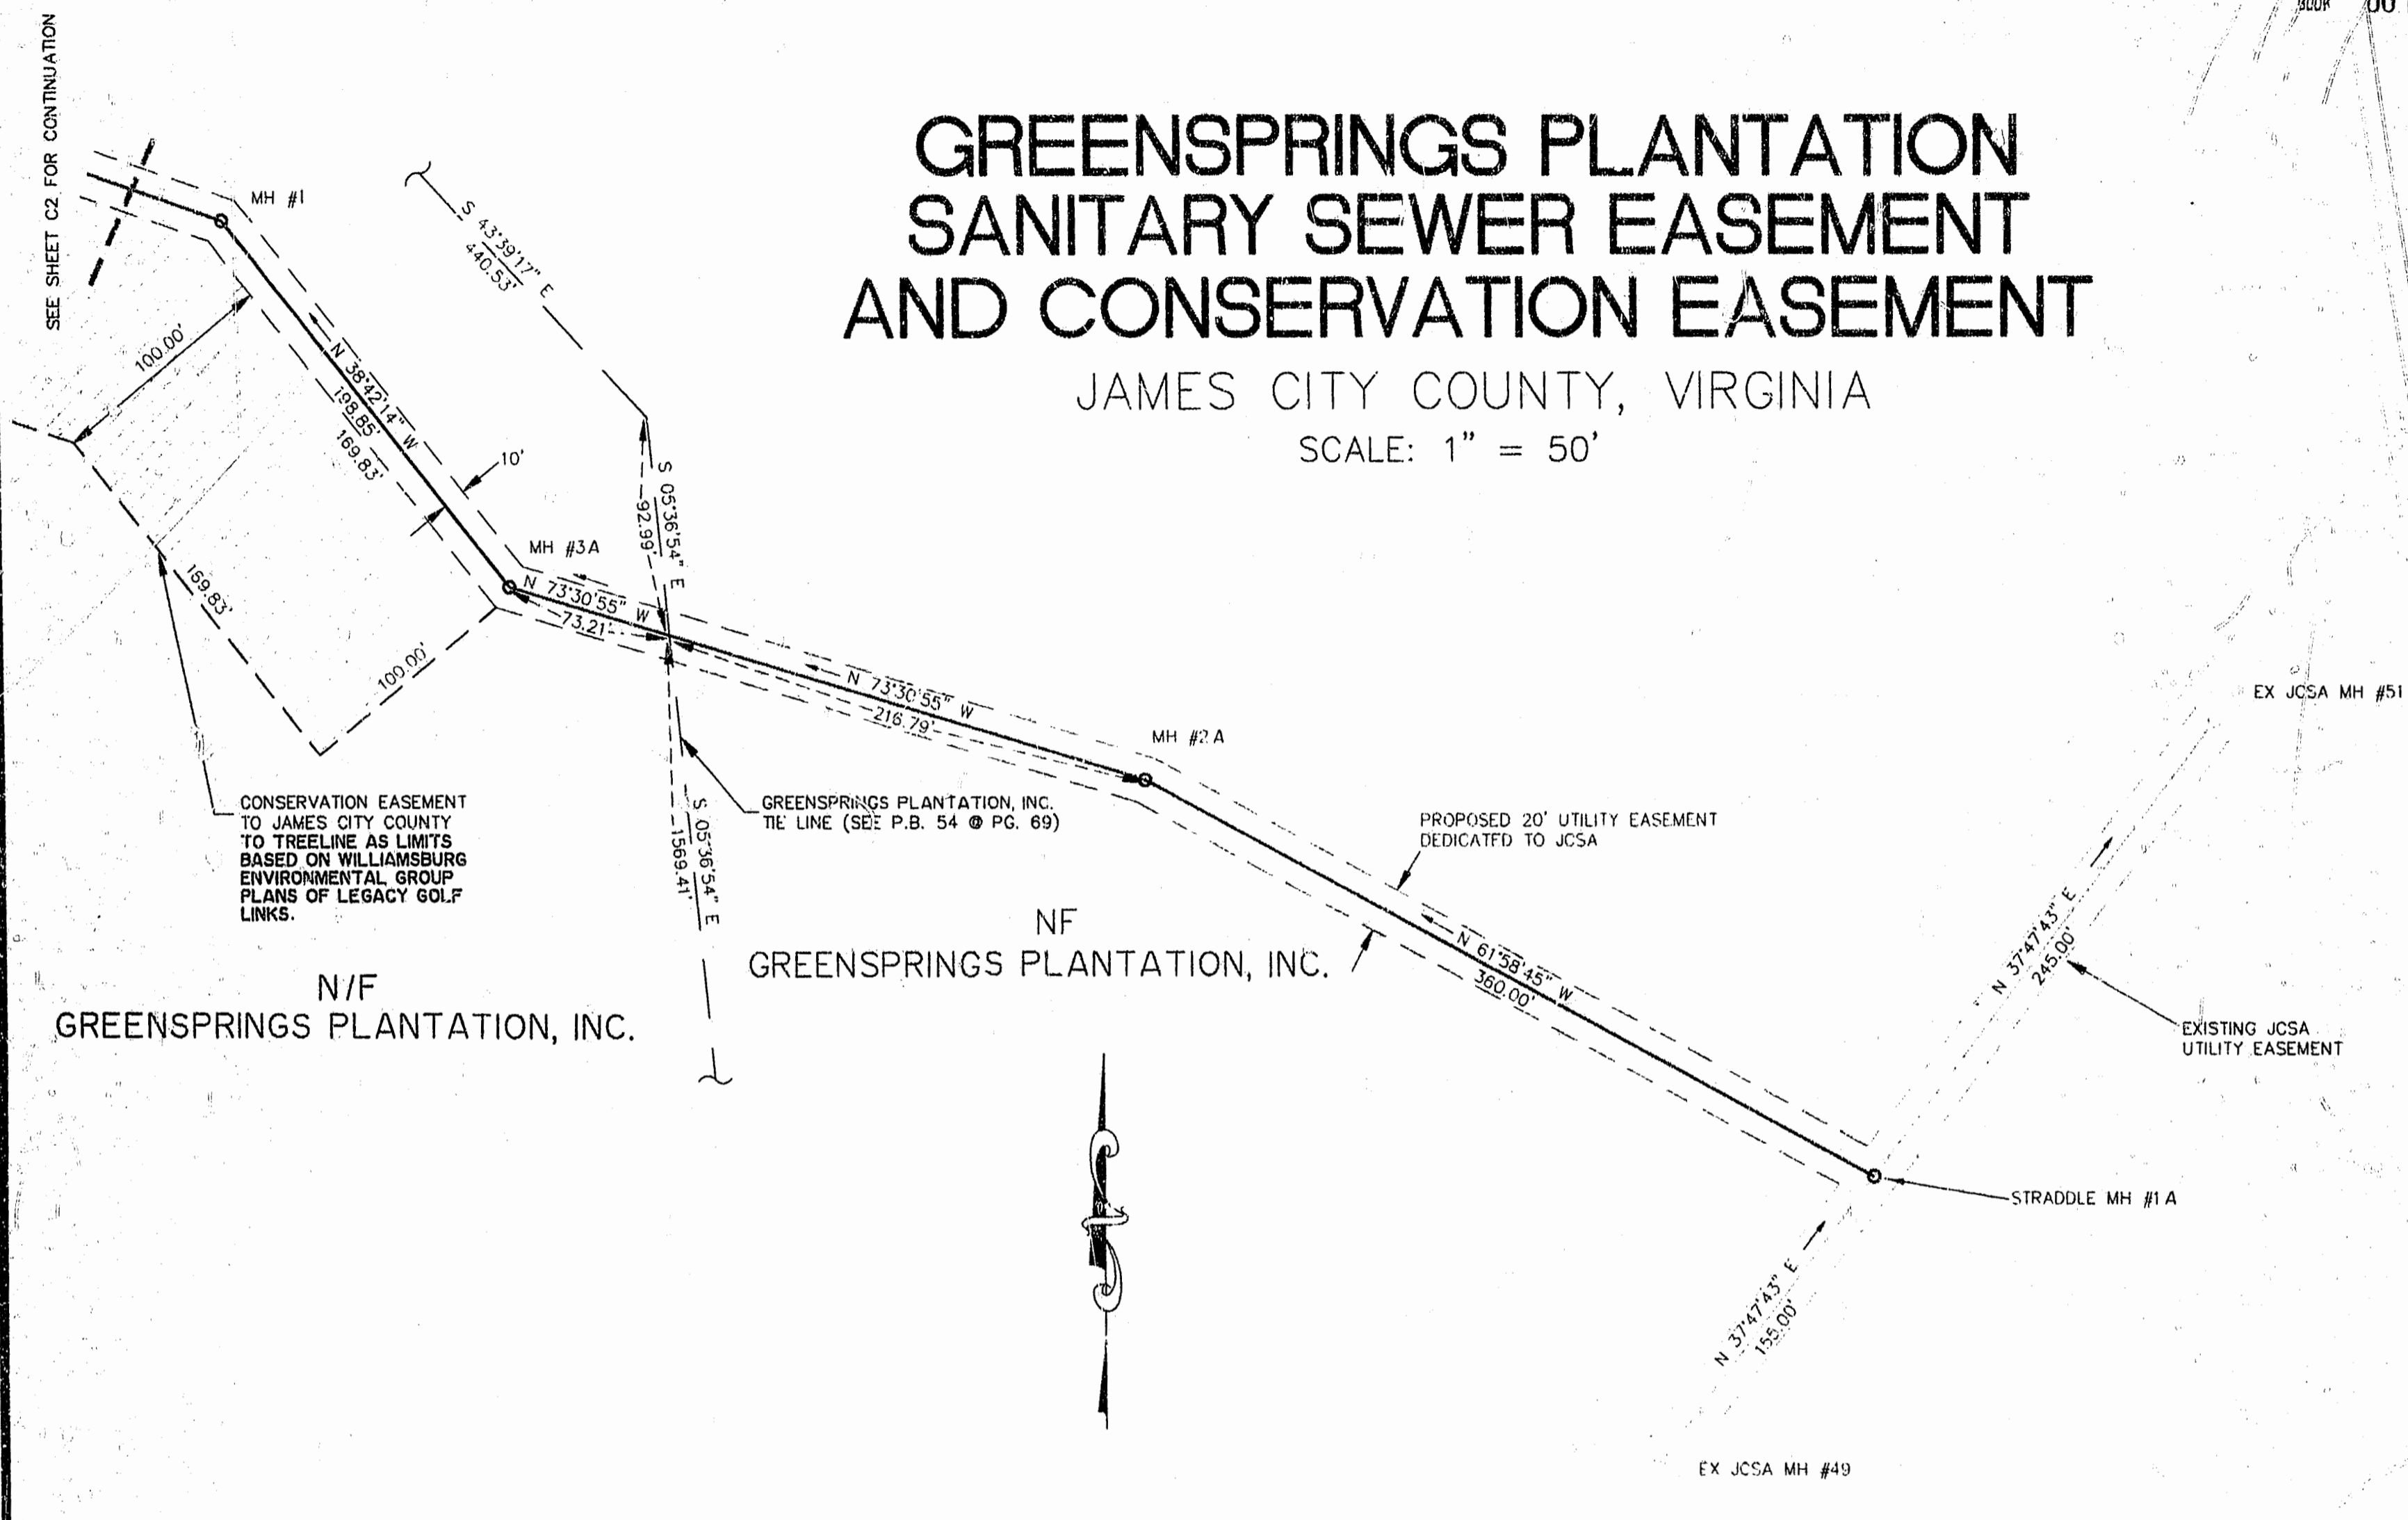 BOOK
SEE SHEET C2 FOR CONTINUATION
GREENSPRINGS PLANTATION
SANITARY SEWER EASEMENT
AND CONSERVATION EASEMENT
JAMES CITY COUNTY, VIRGINIA
SCALE: 1" = 50'
MH #1
S 43°39'17" E
440.53'
100.00'
N 38°42'14" W
198.85'
169.83'
10'
S 05°36'54" E
92.99'
MH #3A
N 73°30'55" W
73.21'
169.83'
100.00'
N 73°30'55" W
216.79'
MH #2A
EX JCSA MH #51
CONSERVATION EASEMENT
TO JAMES CITY COUNTY
TO TREELINE AS LIMITS
BASED ON WILLIAMSBURG
ENVIRONMENTAL GROUP
PLANS OF LEGACY GOLF
LINKS.
S 05°36'54" E
1569.41'
GREENSPRINGS PLANTATION, INC.
TIE LINE (SEE P.B. 54 @ PG. 69)
PROPOSED 20' UTILITY EASEMENT
DEDICATED TO JCSA
N/F
GREENSPRINGS PLANTATION, INC.
NF
GREENSPRINGS PLANTATION, INC.
N 61°58'45" W
360.00'
N 37°47'43" E
245.00'
EXISTING JCSA
UTILITY EASEMENT
STRADDLE MH #1A
N 37°47'43" E
155.00'
EX JCSA MH #49